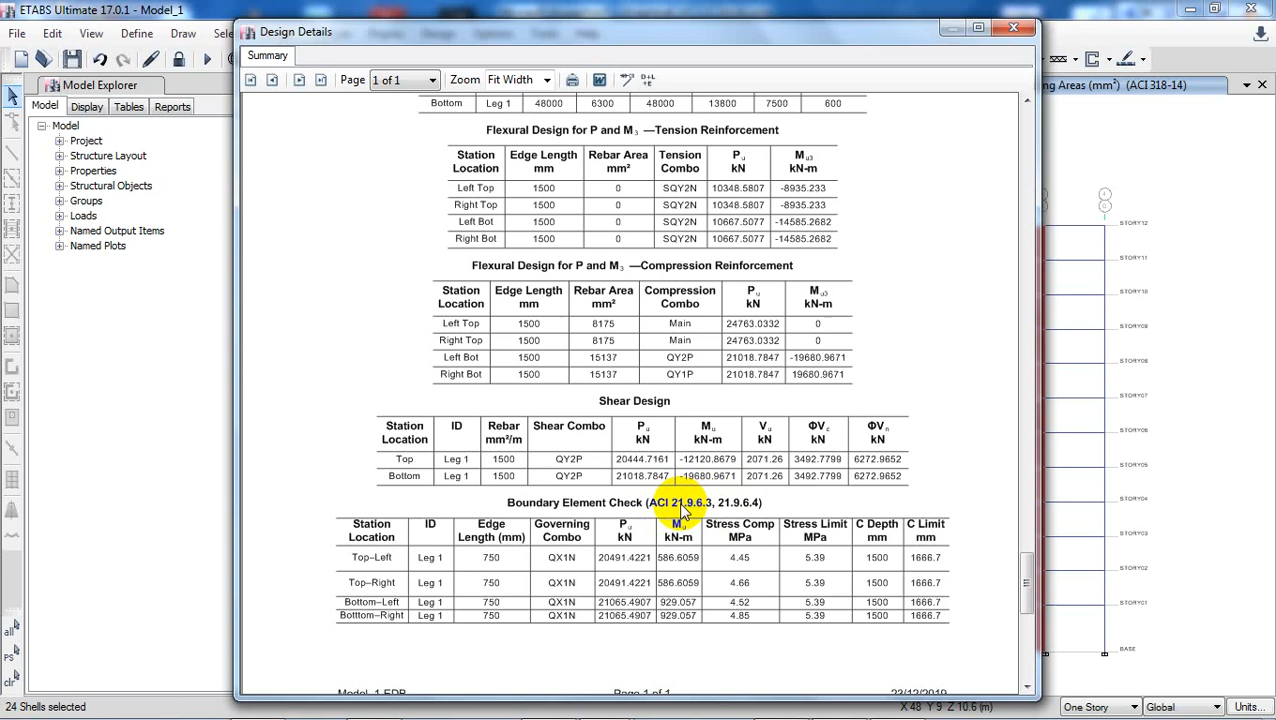 ETABS Ultimate 17.0.1 - Model_1
File Edit View Define Draw
Design Details
Summary
Page 1 of 1 Zoom Fit Width
Model Explorer
Model Display Tables Reports
Model
Project
Structure Layout
Properties
Structural Objects
Groups
Loads
Named Output Items
Named Plots
ng Areas (mm²) (ACI 318-14)
Bottom Leg 1 48000 6300 48000 13800 7500 600
Flexural Design for P and M3 —Tension Reinforcement
Station Location Edge Length mm Rebar Area mm² Tension Combo Pu kN Mu3 kN-m
Left Top 1500 0 SQY2N 10348.5807 -8935.233
Right Top 1500 0 SQY2N 10348.5807 -8935.233
Left Bot 1500 0 SQY2N 10667.5077 -14585.2682
Right Bot 1500 0 SQY2N 10667.5077 -14585.2682
Flexural Design for P and M3 —Compression Reinforcement
Station Location Edge Length mm Rebar Area mm² Compression Combo Pu kN Mu3 kN-m
Left Top 1500 8175 Main 24763.0332 0
Right Top 1500 8175 Main 24763.0332 0
Left Bot 1500 15137 QY2P 21018.7847 -19680.9671
Right Bot 1500 15137 QY1P 21018.7847 19680.9671
Shear Design
Station Location ID Rebar mm²/m Shear Combo Pu kN Mu kN-m Vu kN ΦVc kN ΦVn kN
Top Leg 1 1500 QY2P 20444.7161 -12120.8679 2071.26 3492.7799 6272.9652
Bottom Leg 1 1500 QY2P 21018.7847 -19680.9671 2071.26 3492.7799 6272.9652
Boundary Element Check (ACI 21.9.6.3, 21.9.6.4)
Station Location ID Edge Length (mm) Governing Combo Pu kN Mu kN-m Stress Comp MPa Stress Limit MPa C Depth mm C Limit mm
Top–Left Leg 1 750 QX1N 20491.4221 586.6059 4.45 5.39 1500 1666.7
Top–Right Leg 1 750 QX1N 20491.4221 586.6059 4.66 5.39 1500 1666.7
Bottom–Left Leg 1 750 QX1N 21065.4907 929.057 4.52 5.39 1500 1666.7
Botttom–Right Leg 1 750 QX1N 21065.4907 929.057 4.85 5.39 1500 1666.7
Model_1.EDB Page 1 of 1 23/12/2019
STORY12
STORY11
STORY10
STORY09
STORY08
STORY07
STORY06
STORY05
STORY04
STORY03
STORY02
STORY01
BASE
all
PS
clr
24 Shells selected X 48 Y 9 Z 10.6 (m) One Story Global Units...